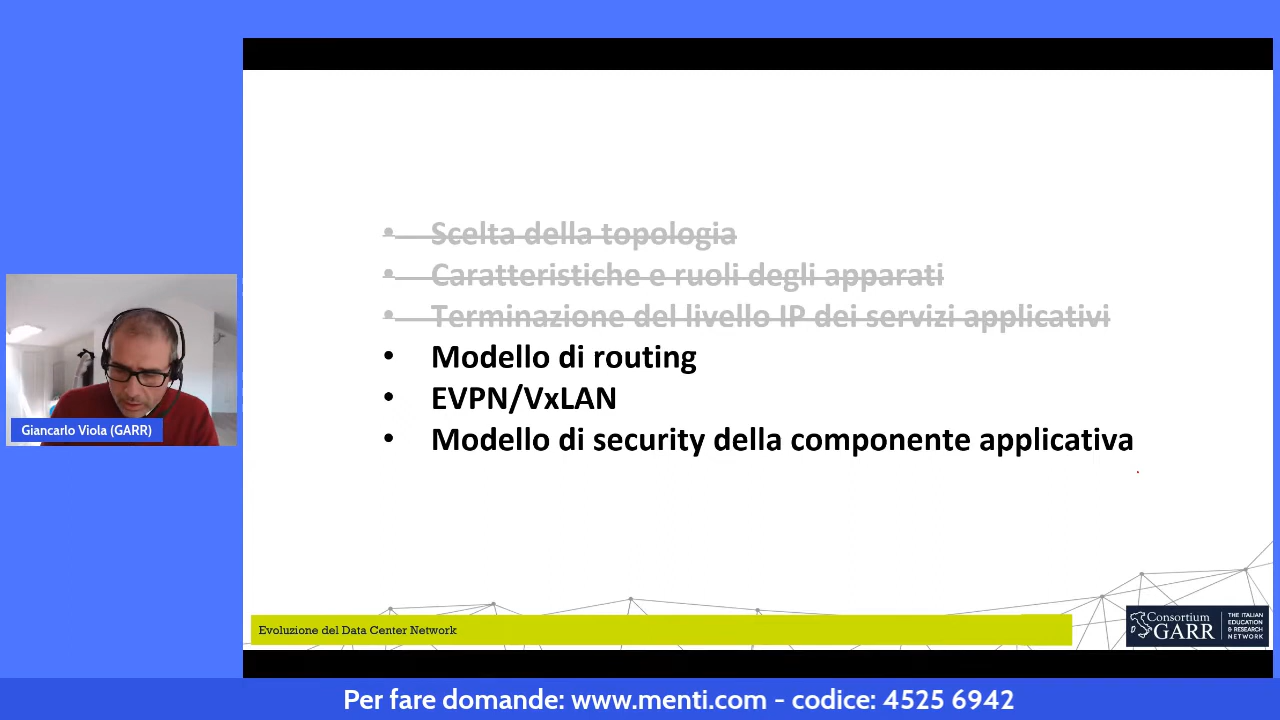 • Scelta della topologia
• Caratteristiche e ruoli degli apparati
• Terminazione del livello IP dei servizi applicativi
• Modello di routing
• EVPN/VxLAN
• Modello di security della componente applicativa
Giancarlo Viola (GARR)
Evoluzione del Data Center Network
Consortium
GARR
THE ITALIAN
EDUCATION
& RESEARCH
NETWORK
Per fare domande: www.menti.com - codice: 4525 6942